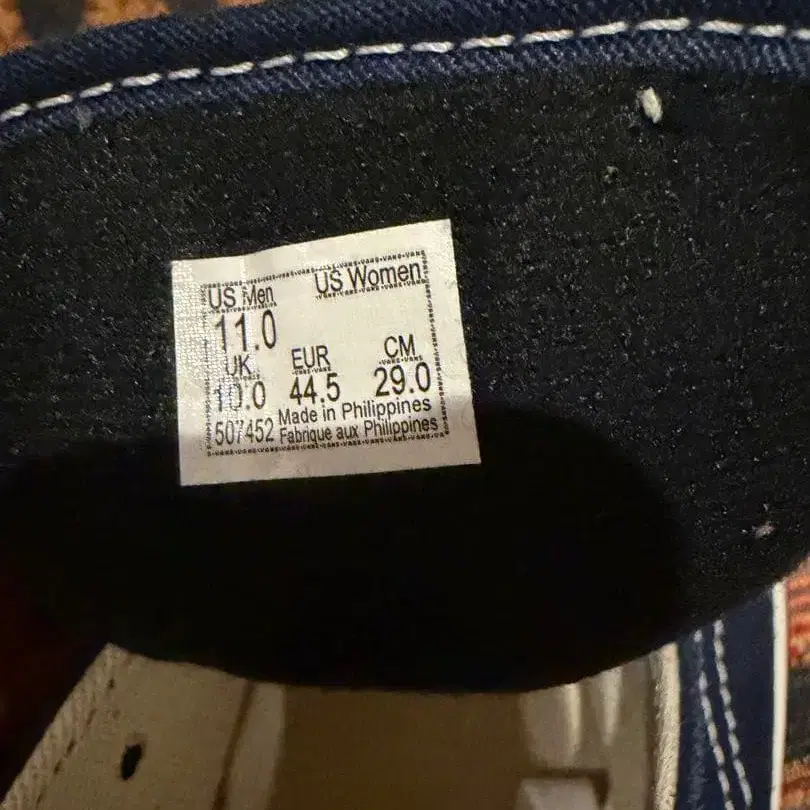 US Men US Women
11.0
UK EUR CM
10.0 44.5 29.0
507452 Made in Philippines
Fabrique aux Philippines